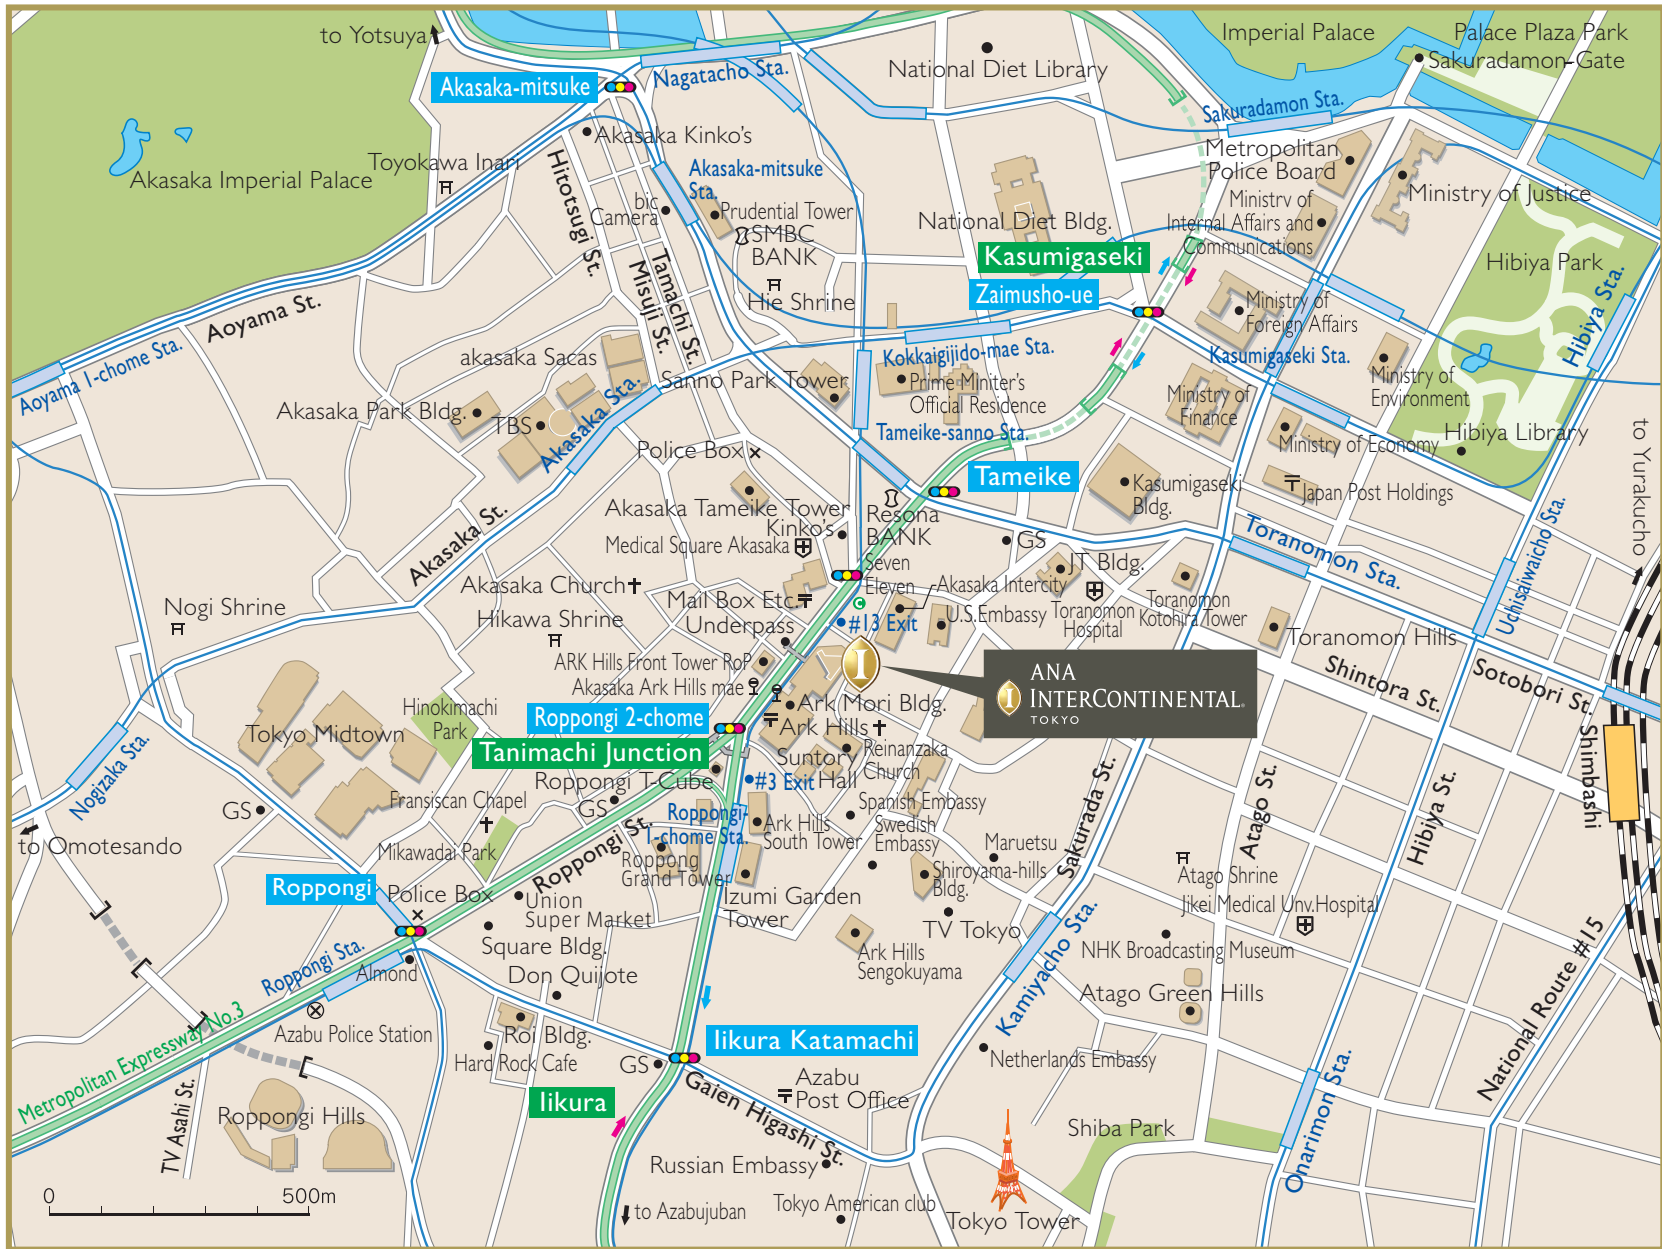 to Yotsuya
Imperial Palace
Palace Plaza Park
Sakuradamon-Gate
National Diet Library
Nagatacho Sta.
Akasaka-mitsuke
Sakuradamon Sta.
Akasaka Kinko's
Toyokawa Inari
Akasaka Imperial Palace
Hitotsugi St.
Akasaka-mitsuke
Sta.
Metropolitan
Police Board
Ministry of Justice
bic
Camera
Prudential Tower
SMBC
BANK
National Diet Bldg.
Ministry of
Internal Affairs and
Communications
Kasumigaseki
Hibiya Park
Hibiya Sta.
Tamachi St.
Misuji St.
Hie Shrine
Zaimusho-ue
Ministry of
Foreign Affairs
Aoyama St.
Aoyama 1-chome Sta.
akasaka Sacas
Kokkaigijido-mae Sta.
Kasumigaseki Sta.
Sanno Park Tower
Prime Miniter's
Official Residence
Ministry of
Finance
Ministry of
Environment
Akasaka Park Bldg.
TBS
Akasaka Sta.
Tameike-sanno Sta.
Ministry of Economy
Hibiya Library
to Yurakucho
Police Box
Tameike
Kasumigaseki
Bldg.
Japan Post Holdings
Akasaka Tameike Tower
Kinko's
Resona
BANK
Medical Square Akasaka
GS
Toranomon Sta.
Uchisaiwaicho Sta.
Akasaka St.
Seven
Eleven
JT Bldg.
Akasaka Church
Akasaka Intercity
Nogi Shrine
Mail Box Etc.
Hikawa Shrine
Underpass
#13 Exit
U.S.Embassy
Toranomon
Hospital
Toranomon
Kotohira Tower
Toranomon Hills
ARK Hills Front Tower RoP
Akasaka Ark Hills mae
ANA
INTERCONTINENTAL
TOKYO
Shintora St.
Sotobori St.
Shimbashi
Hinokimachi
Park
Ark Mori Bldg.
Roppongi 2-chome
Ark Hills
Tokyo Midtown
Tanimachi Junction
Suntory
Hall
Reinanzaka
Church
Nogizaka Sta.
Roppongi T-Cube
#3 Exit
GS
GS
Fransiscan Chapel
Spanish Embassy
Roppongi-
1-chome Sta.
Ark Hills
South Tower
Swedish
Embassy
Sakurada St.
Atago St.
Hibiya St.
to Omotesando
Mikawadai Park
Roppongi St.
Roppong
Grand Tower
Maruetsu
Shiroyama-hills
Bldg.
Atago Shrine
Roppongi
Police Box
Union
Super Market
Izumi Garden
Tower
TV Tokyo
Jikei Medical Unv.Hospital
Square Bldg.
NHK Broadcasting Museum
Roppongi Sta.
Almond
Don Quijote
Ark Hills
Sengokuyama
Kamiyacho Sta.
Atago Green Hills
National Route #15
Metropolitan Expressway No.3
Azabu Police Station
Roi Bldg.
Hard Rock Cafe
Iikura Katamachi
GS
Netherlands Embassy
Iikura
Gaien Higashi St.
Azabu
Post Office
TV Asahi St.
Roppongi Hills
Shiba Park
Onarimon Sta.
Russian Embassy
0
500m
to Azabujuban
Tokyo American club
Tokyo Tower